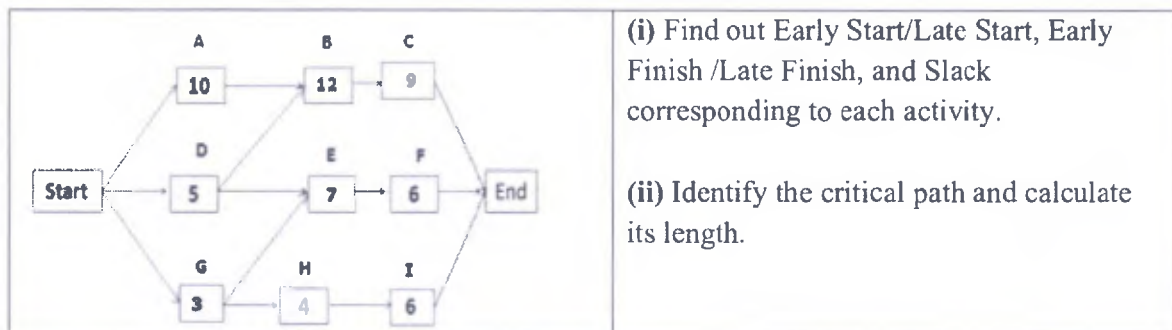 A B C
10 12 9
D E F
Start 5 7 6 End
G H I
3 4 6
(i) Find out Early Start/Late Start, Early
Finish /Late Finish, and Slack
corresponding to each activity.
(ii) Identify the critical path and calculate
its length.